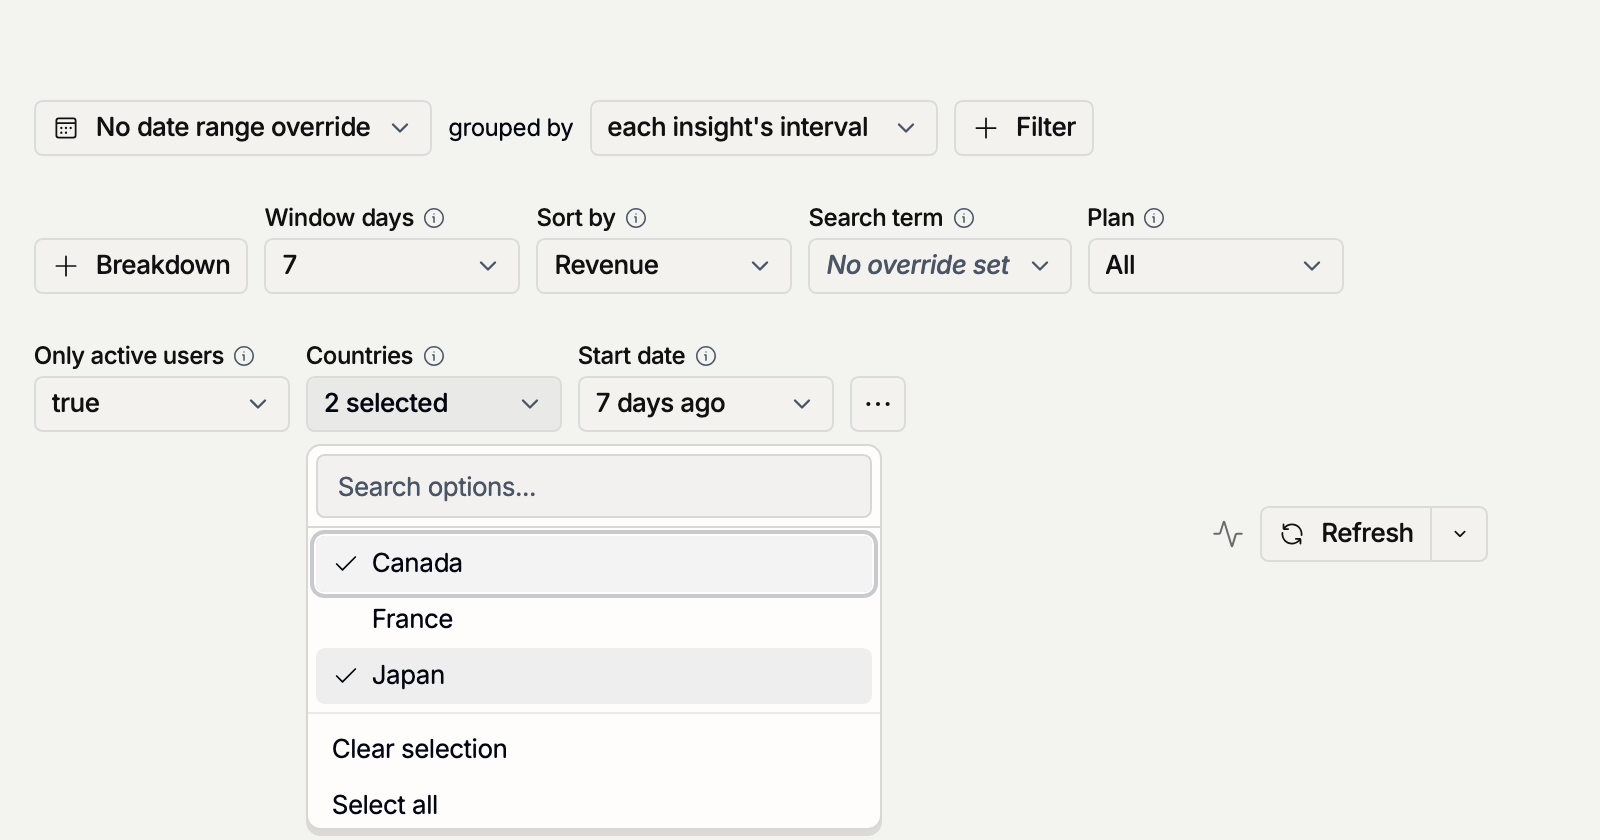 No date range override grouped by each insight's interval Filter
Window days Sort by Search term Plan
Breakdown 7 Revenue No override set All
Only active users Countries Start date
true 2 selected 7 days ago ...
Search options...
Canada
Refresh
France
Japan
Clear selection
Select all